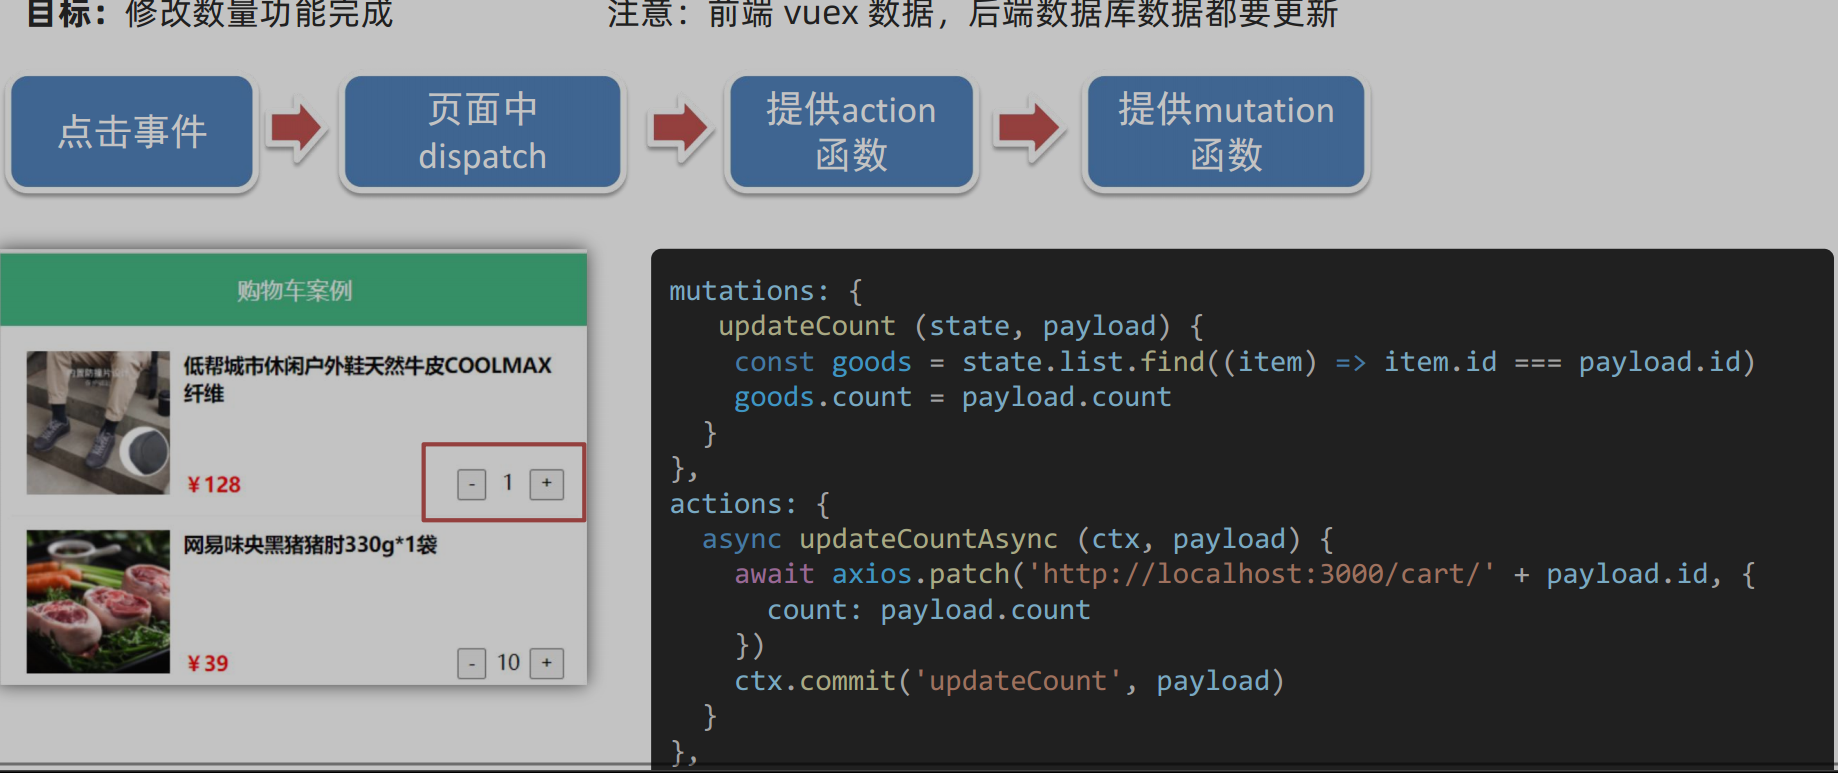 目标：修改数量功能完成
注意：前端 vuex 数据，后端数据库数据都要更新
点击事件
页面中
dispatch
提供action
函数
提供mutation
函数
购物车案例
内置防撞片设计
低帮城市休闲户外鞋天然牛皮COOLMAX
纤维
￥128
- 1 +
网易味央黑猪猪肘330g*1袋
￥39
- 10 +
mutations: {
updateCount (state, payload) {
const goods = state.list.find((item) => item.id === payload.id)
goods.count = payload.count
}
},
actions: {
async updateCountAsync (ctx, payload) {
await axios.patch('http://localhost:3000/cart/' + payload.id, {
count: payload.count
})
ctx.commit('updateCount', payload)
}
},